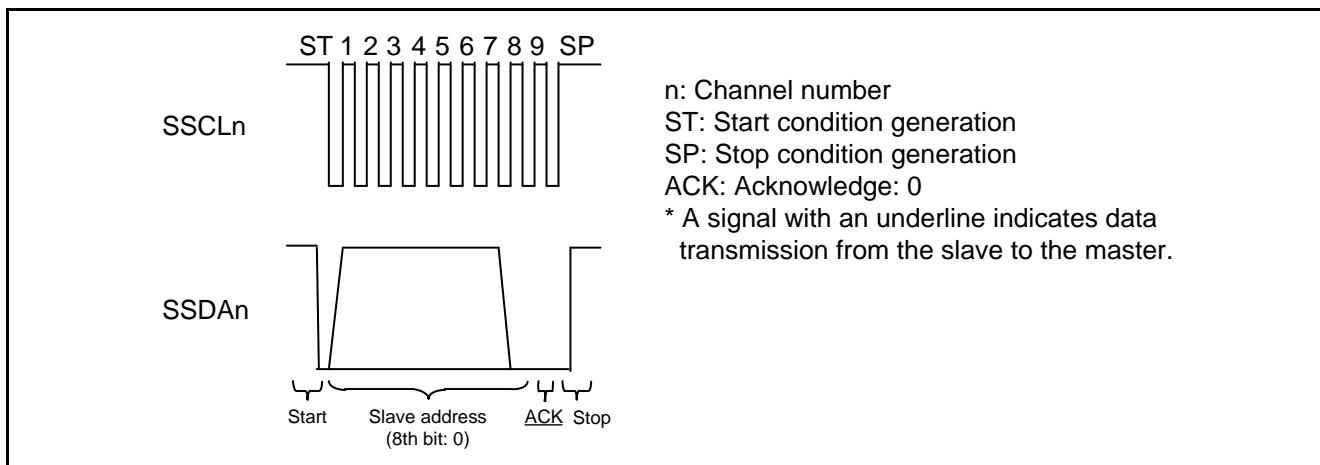 ST 1 2 3 4 5 6 7 8 9 SP
SSCLn
SSDAn
Start
Slave address
(8th bit: 0)
ACK
Stop
n: Channel number
ST: Start condition generation
SP: Stop condition generation
ACK: Acknowledge: 0
* A signal with an underline indicates data
transmission from the slave to the master.